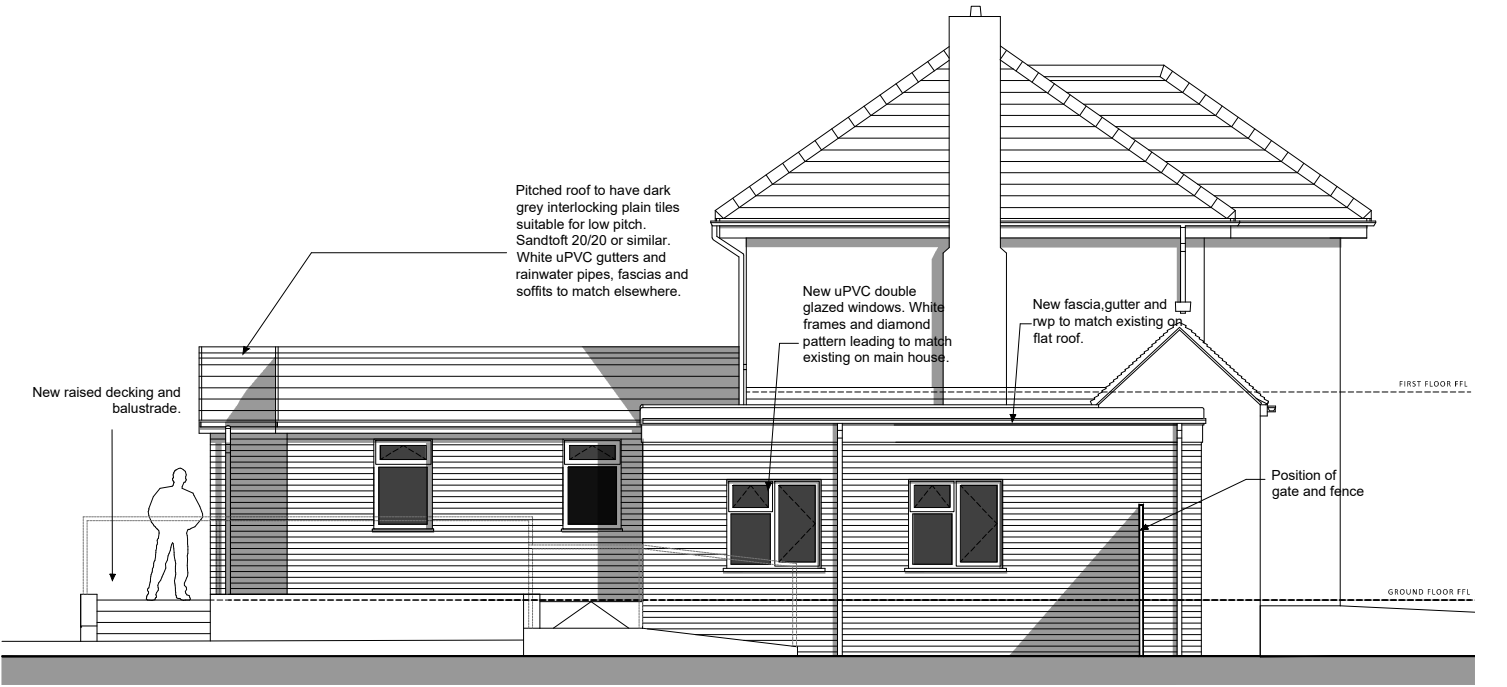 Pitched roof to have dark
grey interlocking plain tiles
suitable for low pitch.
Sandtoft 20/20 or similar.
White uPVC gutters and
rainwater pipes, fascias and
soffits to match elsewhere.
New uPVC double
glazed windows. White
frames and diamond
pattern leading to match
existing on main house.
New fascia,gutter and
rwp to match existing on
flat roof.
New raised decking and
balustrade.
FIRST FLOOR FFL
Position of
gate and fence
GROUND FLOOR FFL